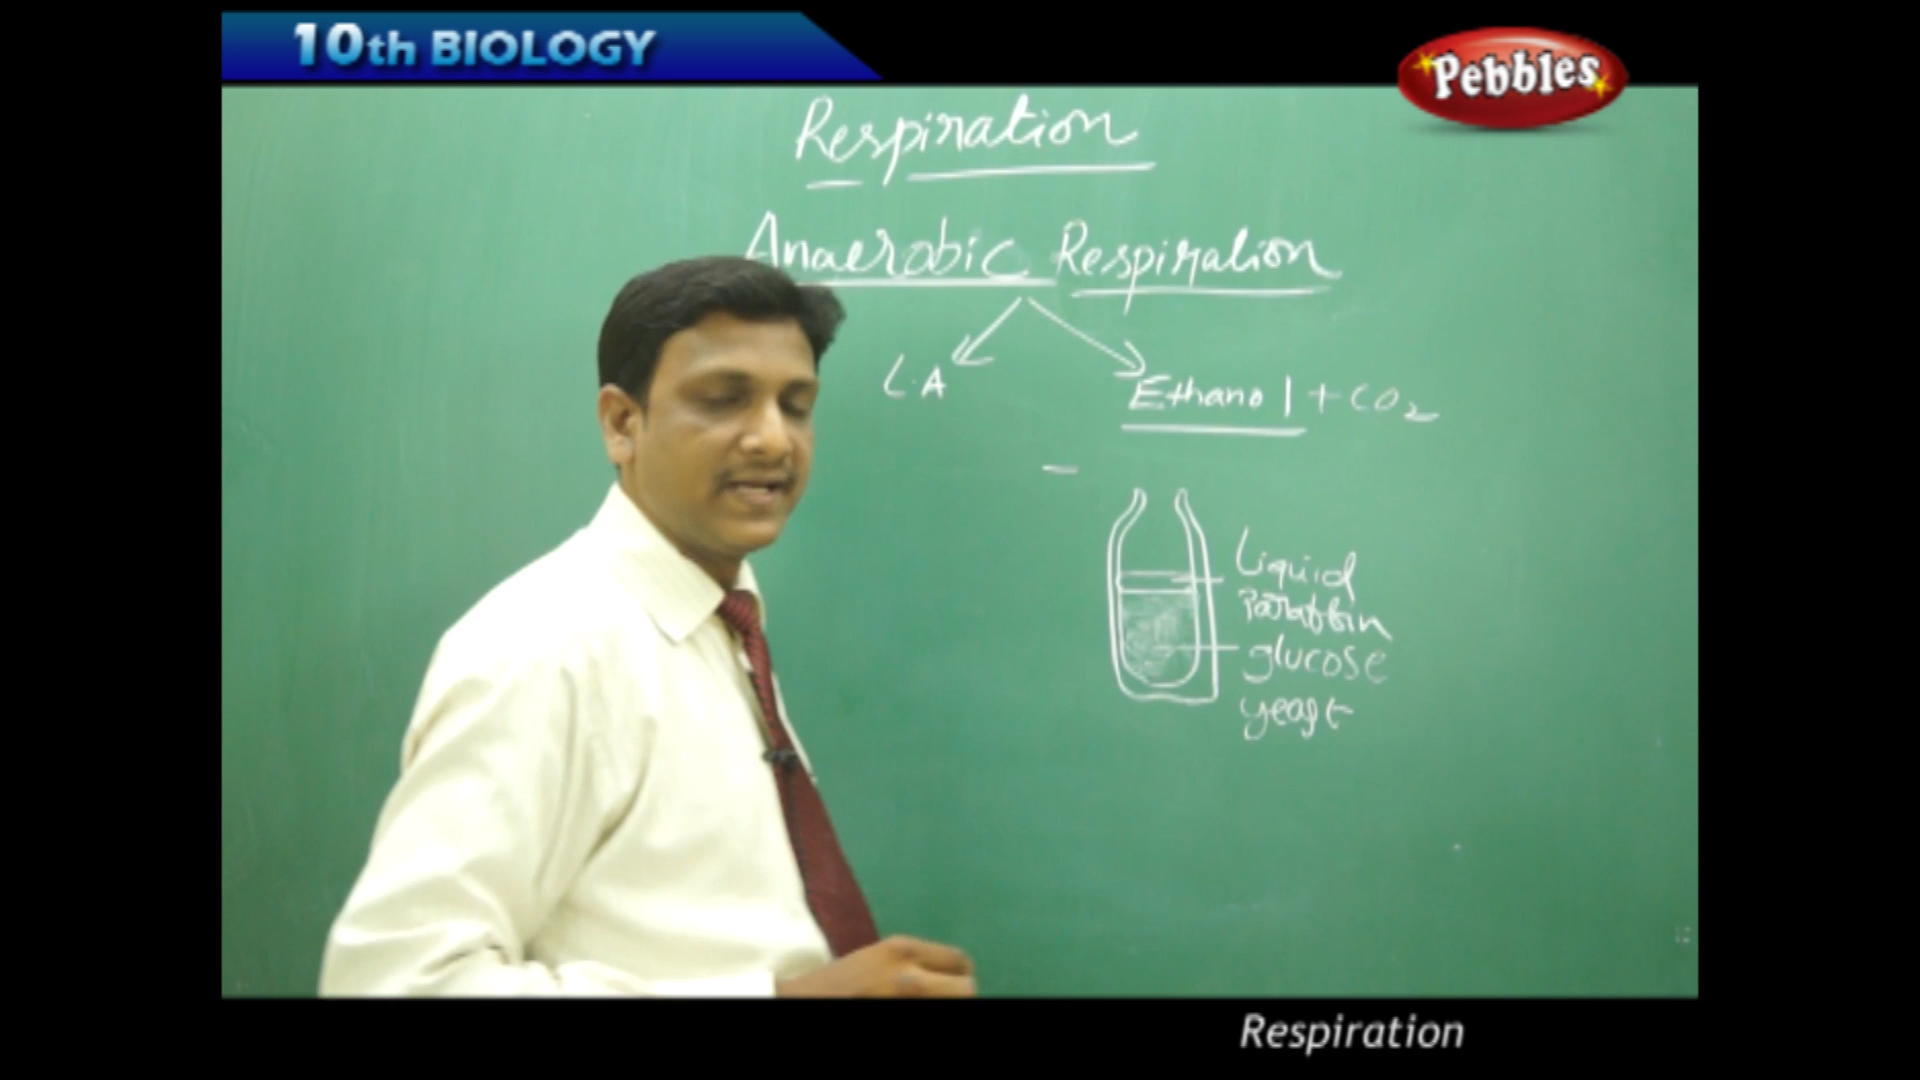 10th BIOLOGY
Pebbles
Respiration
Anaerobic Respiration
L.A
Ethanol + CO2
Liquid
Paraffin
glucose
yeast
Respiration